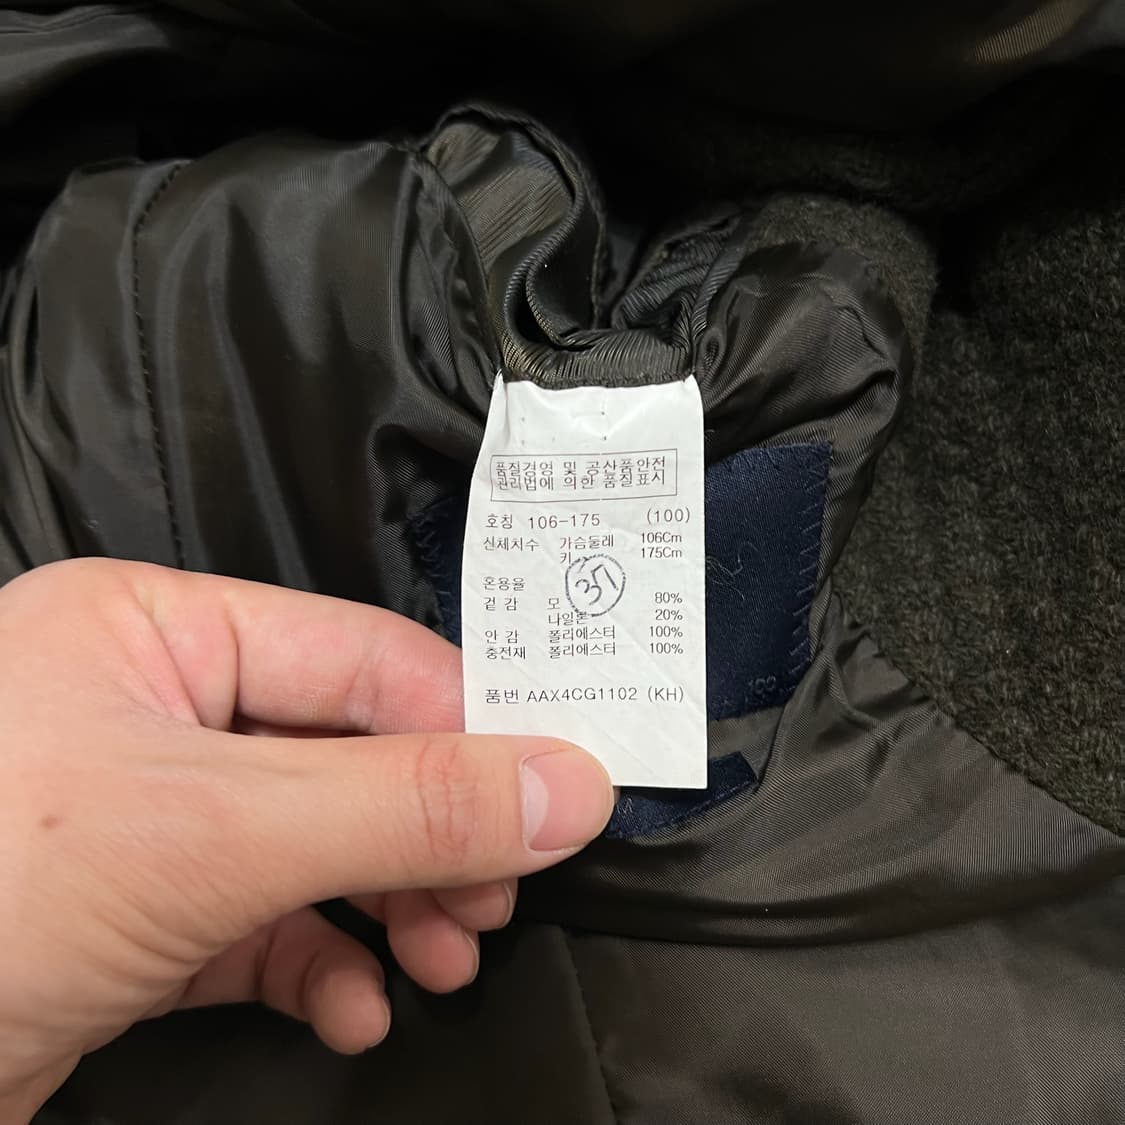 품질경영 및 공산품안전
관리법에 의한 품질표시
호칭 106-175 (100)
신체치수 가슴둘레 106Cm
키 175Cm
37
혼용율
겉감 모 80%
나일론 20%
안감 폴리에스터 100%
충전재 폴리에스터 100%
품번 AAX4CG1102 (KH)
100
M